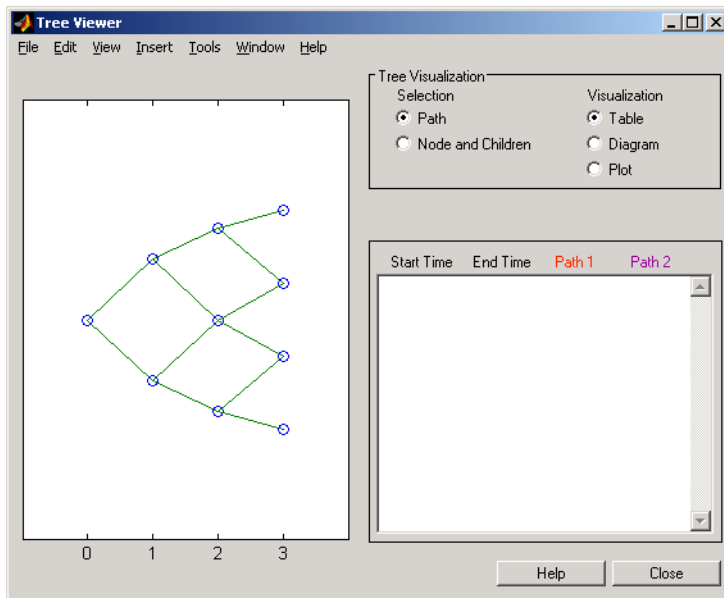 Tree Viewer
File Edit View Insert Tools Window Help
Tree Visualization
Selection Visualization
Path Table
Node and Children Diagram
Plot
Start Time End Time Path 1 Path 2
0 1 2 3
Help Close